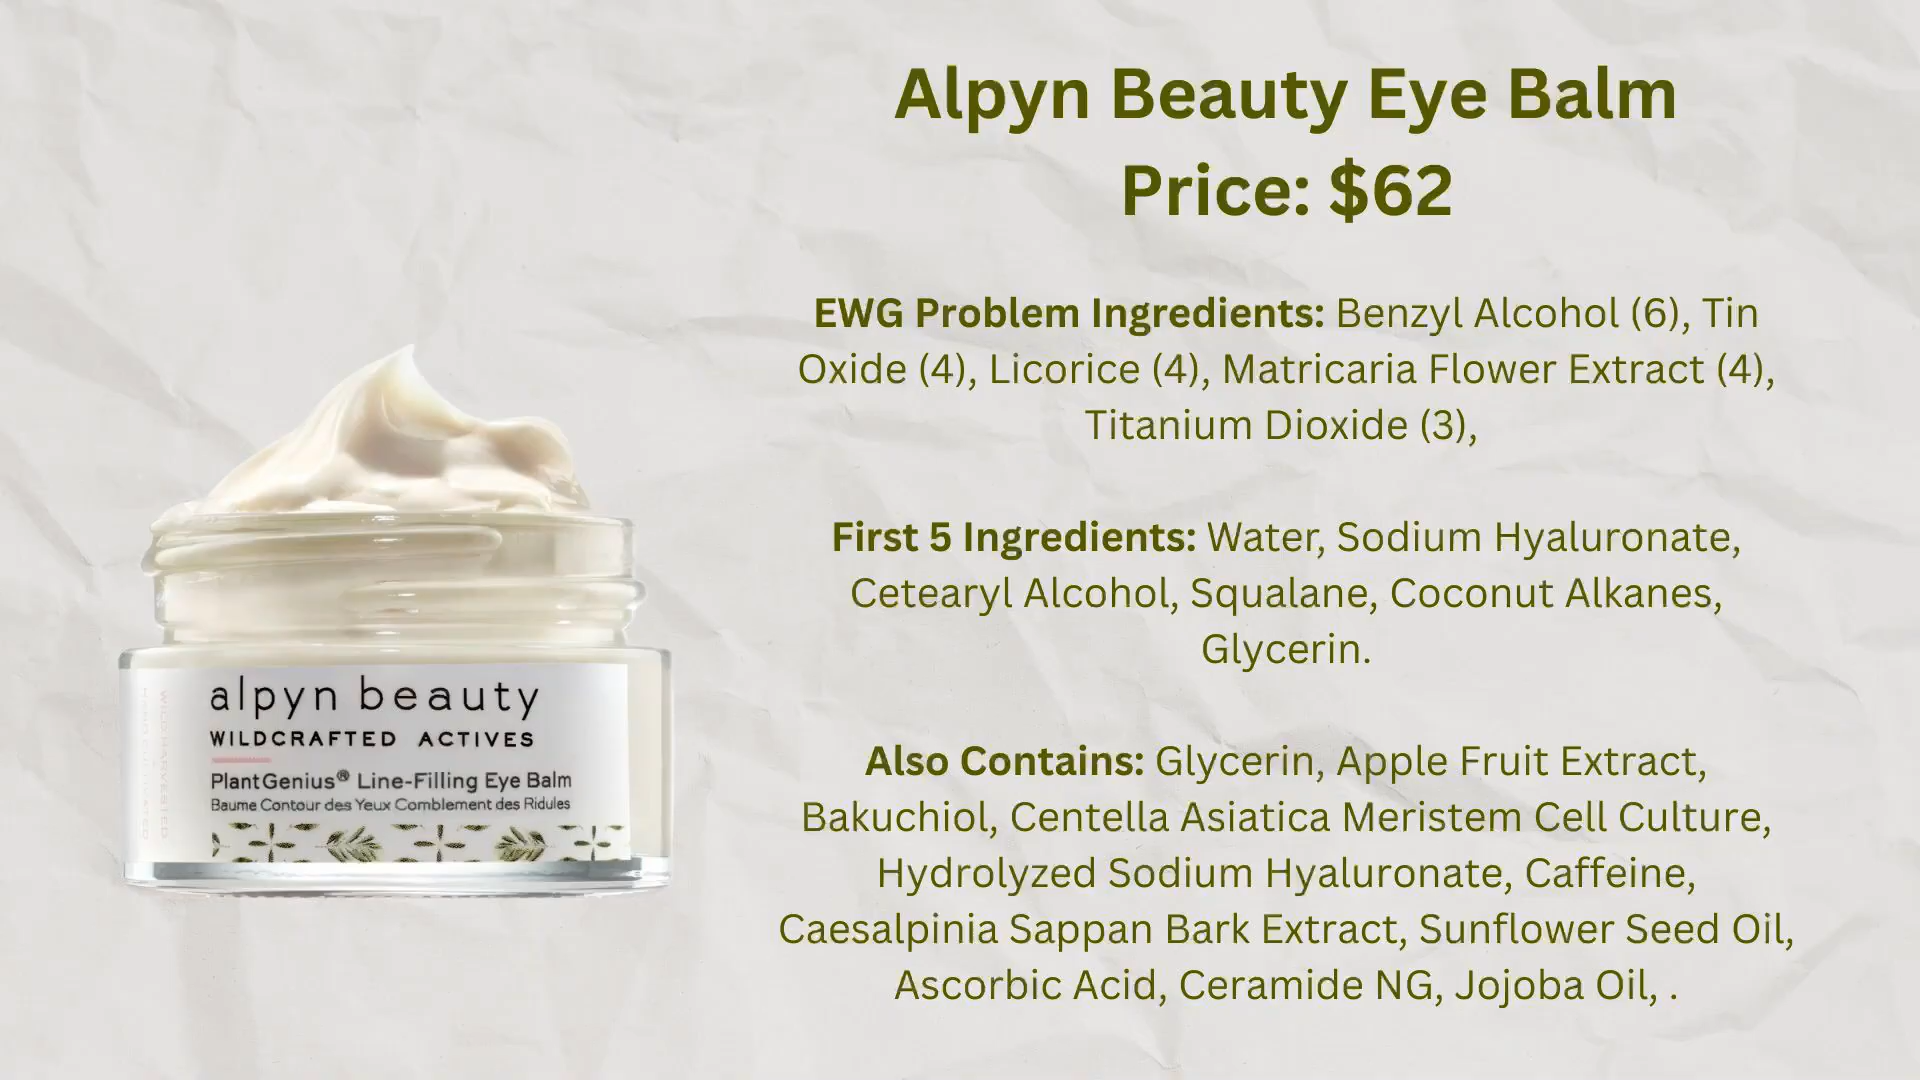 Alpyn Beauty Eye Balm
Price: $62
EWG Problem Ingredients: Benzyl Alcohol (6), Tin
Oxide (4), Licorice (4), Matricaria Flower Extract (4),
Titanium Dioxide (3),
First 5 Ingredients: Water, Sodium Hyaluronate,
Cetearyl Alcohol, Squalane, Coconut Alkanes,
Glycerin.
Also Contains: Glycerin, Apple Fruit Extract,
Bakuchiol, Centella Asiatica Meristem Cell Culture,
Hydrolyzed Sodium Hyaluronate, Caffeine,
Caesalpinia Sappan Bark Extract, Sunflower Seed Oil,
Ascorbic Acid, Ceramide NG, Jojoba Oil, .
alpyn beauty
WILDCRAFTED ACTIVES
PlantGenius® Line-Filling Eye Balm
Baume Contour des Yeux Comblement des Ridules